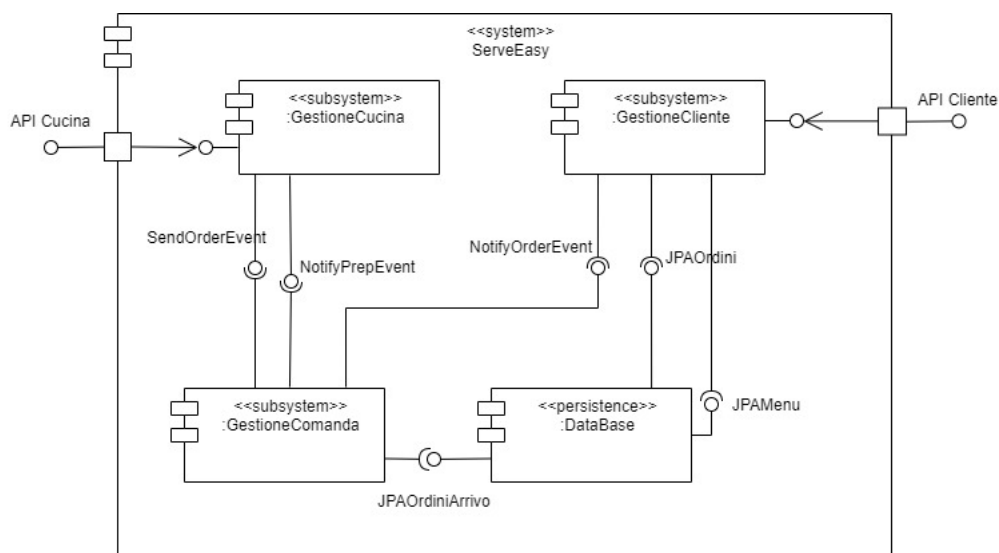 <<system>>
ServeEasy
<<subsystem>>
:GestioneCucina
<<subsystem>>
:GestioneCliente
API Cucina
API Cliente
SendOrderEvent
NotifyPrepEvent
NotifyOrderEvent
JPAOrdini
<<subsystem>>
:GestioneComanda
<<persistence>>
:DataBase
JPAMenu
JPAOrdiniArrivo